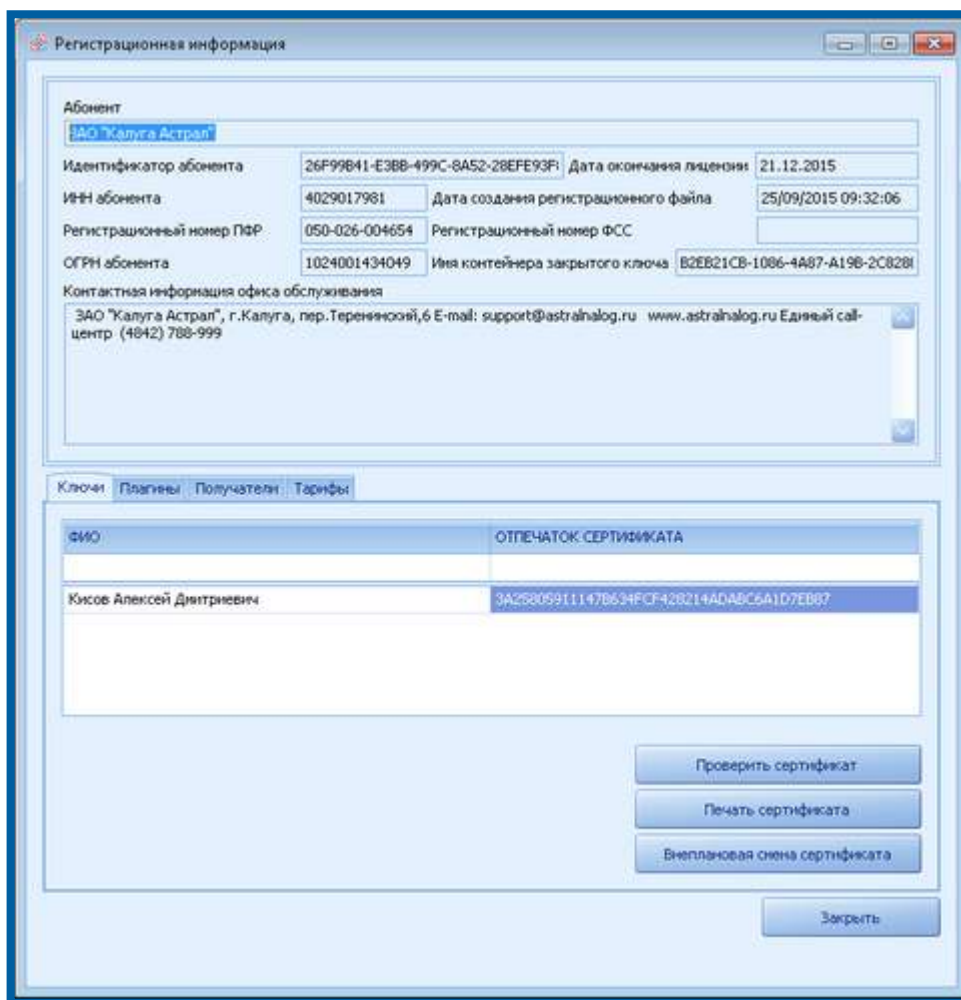 Регистрационная информация
Абонент
ЗАО "Калуга Астрал"
Идентификатор абонента 26F99B41-E3BB-499C-8A52-28EFE93F Дата окончания лицензии 21.12.2015
ИНН абонента 4029017981 Дата создания регистрационного файла 25/09/2015 09:32:06
Регистрационный номер ПФР 050-026-004654 Регистрационный номер ФСС
ОГРН абонента 1024001434049 Имя контейнера закрытого ключа B2EB21CB-1086-4A87-A19B-2C828
Контактная информация офиса обслуживания
ЗАО "Калуга Астрал", г.Калуга, пер.Теренинский,6 E-mail: support@astralnalog.ru www.astralnalog.ru Единый call-
центр (4842) 788-999
Ключи Плагины Получатели Тарифы
ФИО ОТПЕЧАТОК СЕРТИФИКАТА
Кисов Алексей Дмитриевич 3A25805911147B634FCF428214ADABC6A1D7EB87
Проверить сертификат
Печать сертификата
Внеплановая смена сертификата
Закрыть